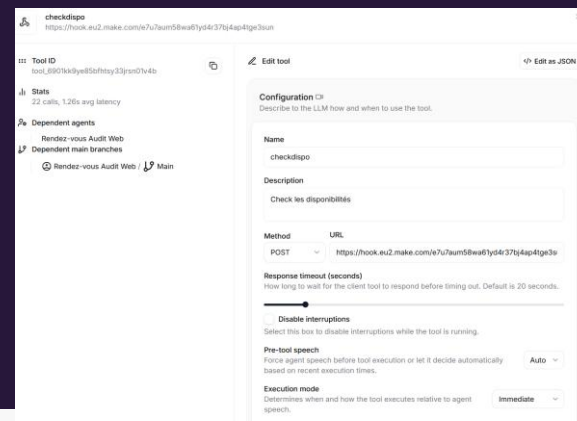 checkdispo
https://hook.eu2.make.com/e7u7aum58wa61yd4r37bj4ap4tge3sun
Tool ID
tool_6901kk9ye85bfhtsy33jrsn01v4b
Stats
22 calls, 1.26s avg latency
Dependent agents
Rendez-vous Audit Web
Dependent main branches
Rendez-vous Audit Web / Main
Edit tool
</> Edit as JSON
Configuration
Describe to the LLM how and when to use the tool.
Name
checkdispo
Description
Check les disponibilités
Method URL
POST https://hook.eu2.make.com/e7u7aum58wa61yd4r37bj4ap4tge3su
Response timeout (seconds)
How long to wait for the client tool to respond before timing out. Default is 20 seconds.
Disable interruptions
Select this box to disable interruptions while the tool is running.
Pre-tool speech
Force agent speech before tool execution or let it decide automatically
based on recent execution times.
Auto
Execution mode
Determines when and how the tool executes relative to agent
speech.
Immediate